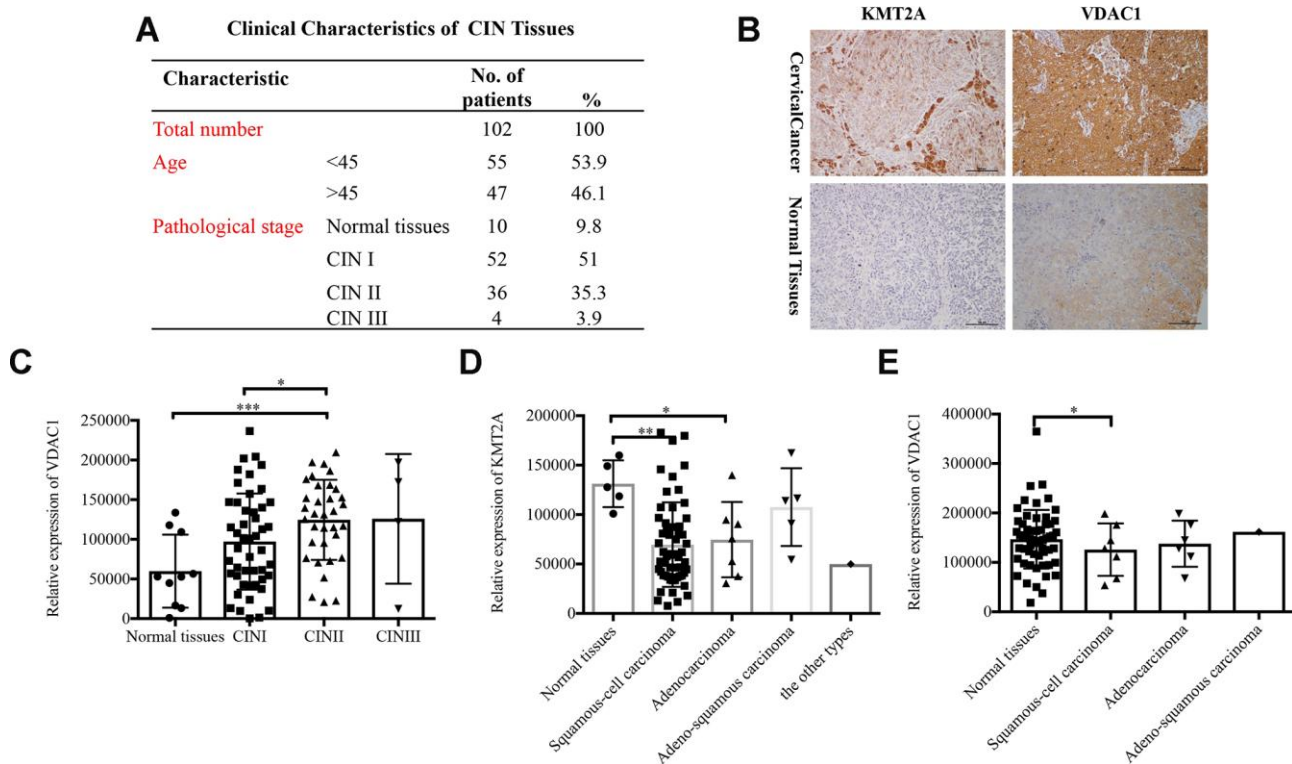 A
Clinical Characteristics of CIN Tissues
Characteristic No. of patients %
Total number 102 100
Age <45 55 53.9
>45 47 46.1
Pathological stage Normal tissues 10 9.8
CIN I 52 51
CIN II 36 35.3
CIN III 4 3.9
B
KMT2A VDAC1
CervicalCancer
Normal Tissues
C
Relative expression of VDAC1
250000
200000
150000
100000
50000
0
*
***
Normal tissues CINI CINII CINIII
D
Relative expression of KMT2A
200000
150000
100000
50000
0
*
**
Normal tissues
Squamous-cell carcinoma
Adenocarcinoma
Adeno-squamous carcinoma
the other types
E
Relative expression of VDAC1
400000
300000
200000
100000
0
*
Normal tissues
Squamous-cell carcinoma
Adenocarcinoma
Adeno-squamous carcinoma